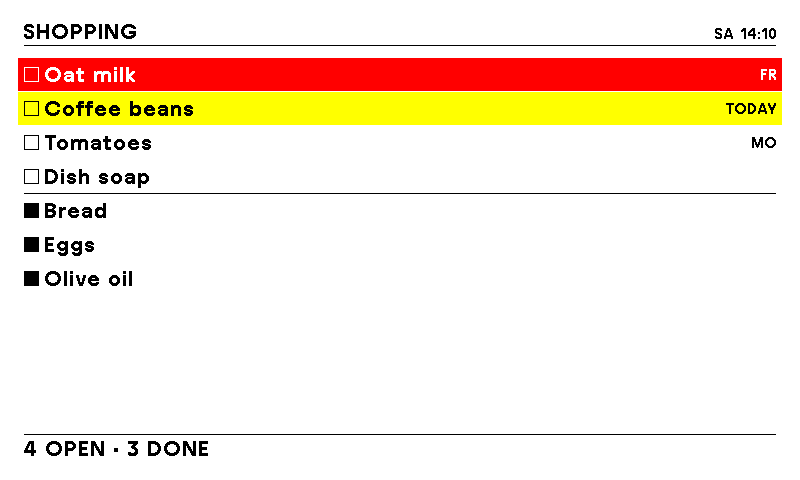 SHOPPING SA 14:10
Oat milk FR
Coffee beans TODAY
Tomatoes MO
Dish soap
Bread
Eggs
Olive oil
4 OPEN · 3 DONE